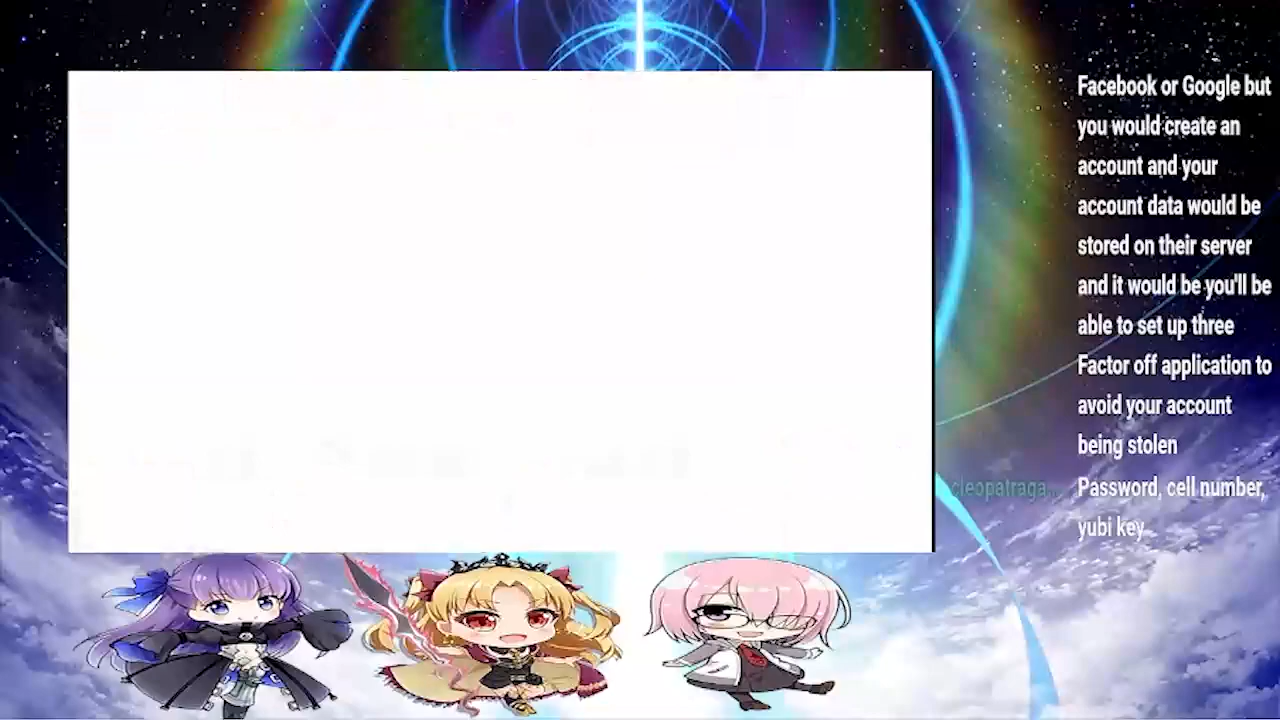 Facebook or Google but
you would create an
account and your
account data would be
stored on their server
and it would be you'll be
able to set up three
Factor off application to
avoid your account
being stolen
cleopatraga... Password, cell number,
yubi key